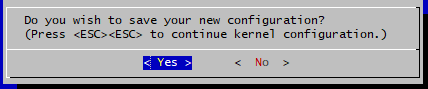 Do you wish to save your new configuration?
(Press <ESC><ESC> to continue kernel configuration.)
< Yes > < No >